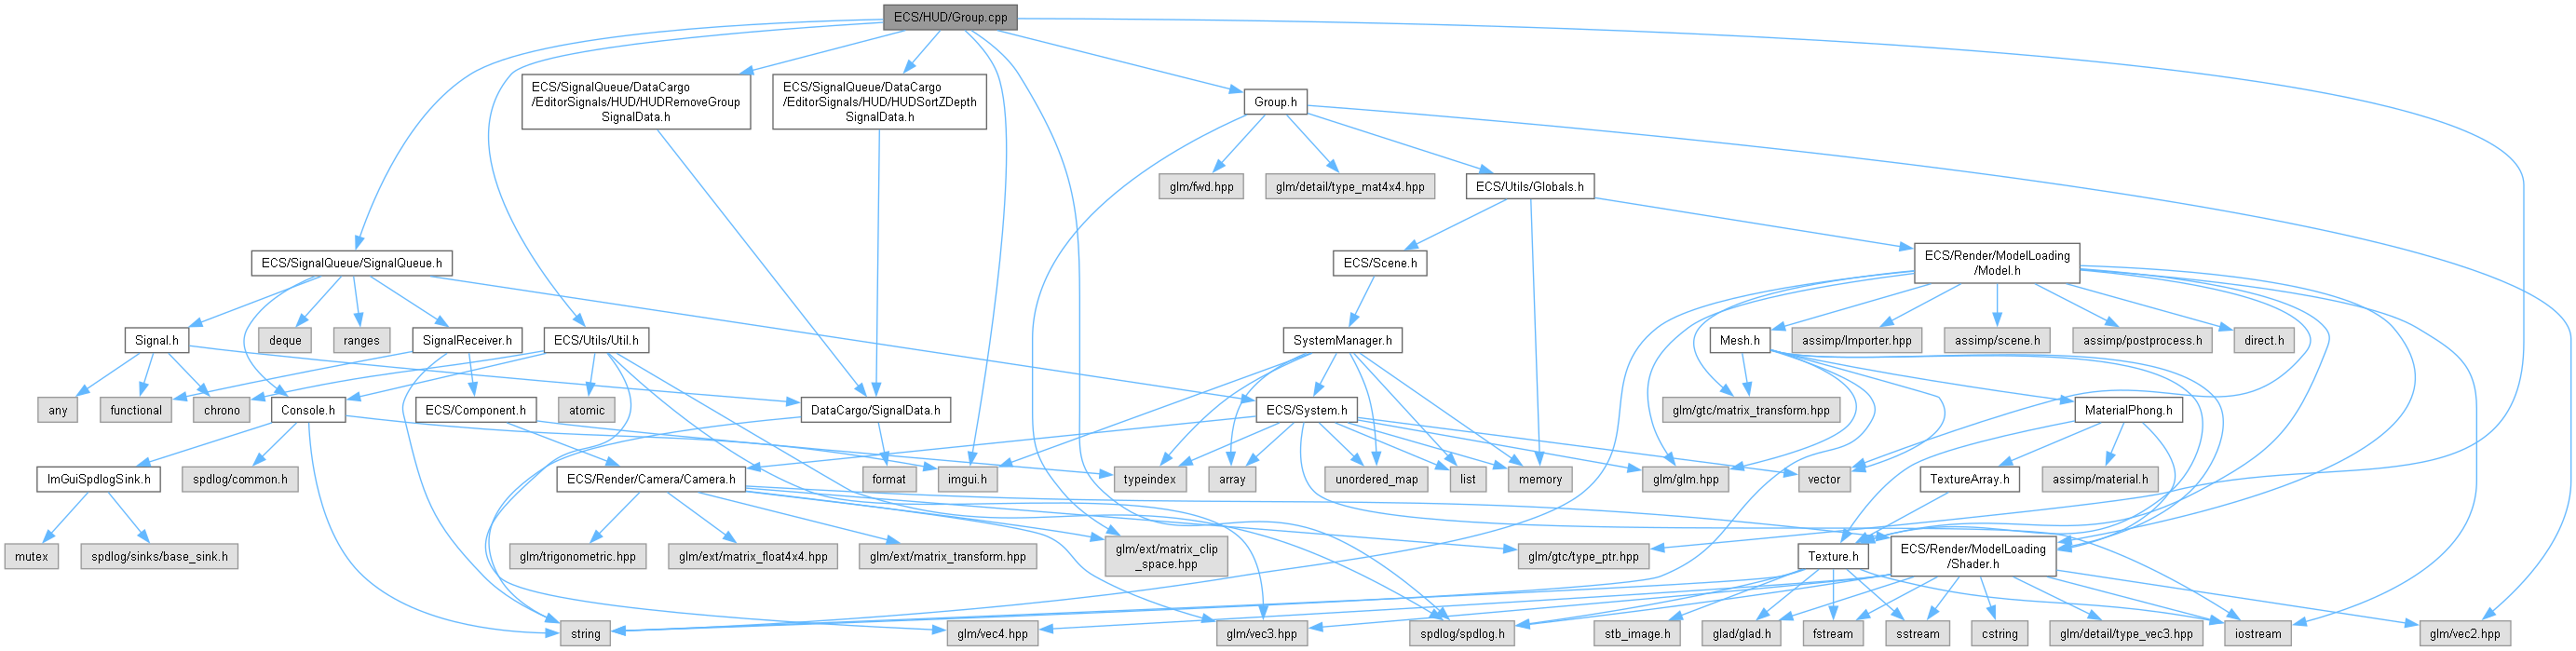 ECS/HUD/Group.cpp
ECS/SignalQueue/DataCargo
/EditorSignals/HUD/HUDRemoveGroup
SignalData.h
ECS/SignalQueue/DataCargo
/EditorSignals/HUD/HUDSortZDepth
SignalData.h
Group.h
glm/fwd.hpp
glm/detail/type_mat4x4.hpp
ECS/Utils/Globals.h
ECS/SignalQueue/SignalQueue.h
ECS/Scene.h
ECS/Render/ModelLoading
/Model.h
Signal.h
deque
ranges
SignalReceiver.h
ECS/Utils/Util.h
SystemManager.h
Mesh.h
assimp/Importer.hpp
assimp/scene.h
assimp/postprocess.h
direct.h
any
functional
chrono
Console.h
ECS/Component.h
atomic
DataCargo/SignalData.h
ECS/System.h
glm/gtc/matrix_transform.hpp
MaterialPhong.h
ImGuiSpdlogSink.h
spdlog/common.h
ECS/Render/Camera/Camera.h
format
imgui.h
typeindex
array
unordered_map
list
memory
glm/glm.hpp
vector
TextureArray.h
assimp/material.h
mutex
spdlog/sinks/base_sink.h
glm/trigonometric.hpp
glm/ext/matrix_float4x4.hpp
glm/ext/matrix_transform.hpp
glm/ext/matrix_clip
_space.hpp
glm/gtc/type_ptr.hpp
Texture.h
ECS/Render/ModelLoading
/Shader.h
string
glm/vec4.hpp
glm/vec3.hpp
spdlog/spdlog.h
stb_image.h
glad/glad.h
fstream
sstream
cstring
glm/detail/type_vec3.hpp
iostream
glm/vec2.hpp